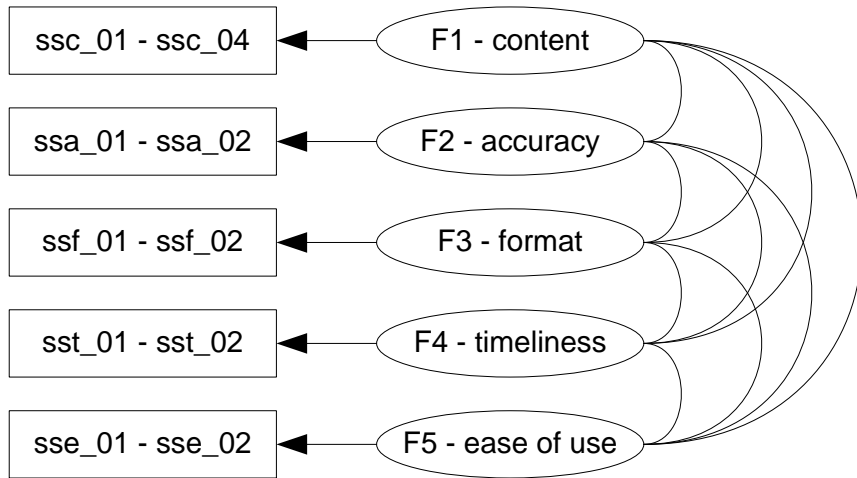 ssc_01 - ssc_04
F1 - content
ssa_01 - ssa_02
F2 - accuracy
ssf_01 - ssf_02
F3 - format
sst_01 - sst_02
F4 - timeliness
sse_01 - sse_02
F5 - ease of use